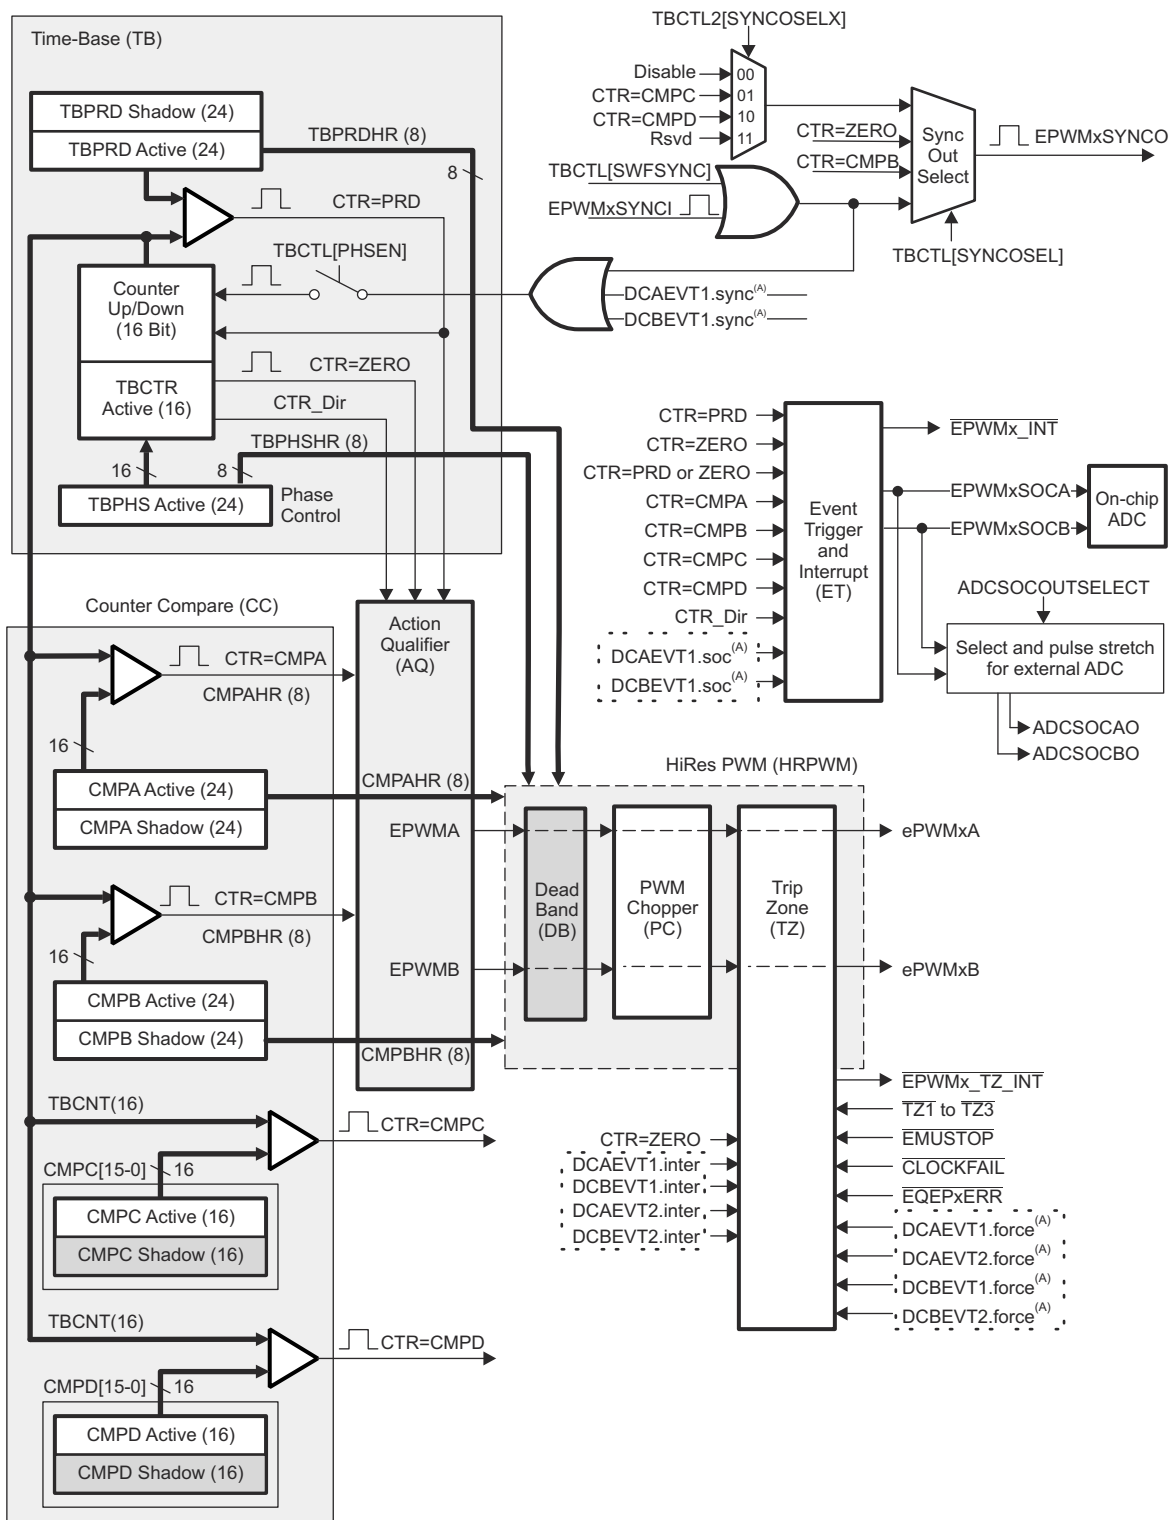 Time-Base (TB)
TBPRD Shadow (24)
TBPRD Active (24)
TBPRDHR (8)
8
CTR=PRD
TBCTL[PHSEN]
Counter
Up/Down
(16 Bit)
CTR=ZERO
TBCTR
Active (16)
CTR_Dir
TBPHSHR (8)
16
8
TBPHS Active (24)
Phase
Control
TBCTL2[SYNCOSELX]
Disable
00
CTR=CMPC
01
CTR=CMPD
10
Rsvd
11
CTR=ZERO
CTR=CMPB
Sync
Out
Select
EPWMxSYNCO
TBCTL[SWFSYNC]
EPWMxSYNCI
TBCTL[SYNCOSEL]
DCAEVT1.sync(A)
DCBEVT1.sync(A)
CTR=PRD
CTR=ZERO
CTR=PRD or ZERO
CTR=CMPA
CTR=CMPB
CTR=CMPC
CTR=CMPD
CTR_Dir
DCAEVT1.soc(A)
DCBEVT1.soc(A)
Event
Trigger
and
Interrupt
(ET)
EPWMx_INT
EPWMxSOCA
EPWMxSOCB
On-chip
ADC
ADCSOCOUTSELECT
Select and pulse stretch
for external ADC
ADCSOCAO
ADCSOCBO
Counter Compare (CC)
CTR=CMPA
CMPAHR (8)
16
CMPA Active (24)
CMPA Shadow (24)
CTR=CMPB
CMPBHR (8)
16
CMPB Active (24)
CMPB Shadow (24)
TBCNT(16)
CTR=CMPC
CMPC[15-0]
16
CMPC Active (16)
CMPC Shadow (16)
TBCNT(16)
CTR=CMPD
CMPD[15-0]
16
CMPD Active (16)
CMPD Shadow (16)
Action
Qualifier
(AQ)
CMPAHR (8)
EPWMA
EPWMB
CMPBHR (8)
HiRes PWM (HRPWM)
Dead
Band
(DB)
PWM
Chopper
(PC)
Trip
Zone
(TZ)
ePWMxA
ePWMxB
EPWMx_TZ_INT
TZ1 to TZ3
EMUSTOP
CLOCKFAIL
EQEPxERR
DCAEVT1.force(A)
DCAEVT2.force(A)
DCBEVT1.force(A)
DCBEVT2.force(A)
CTR=ZERO
DCAEVT1.inter
DCBEVT1.inter
DCAEVT2.inter
DCBEVT2.inter